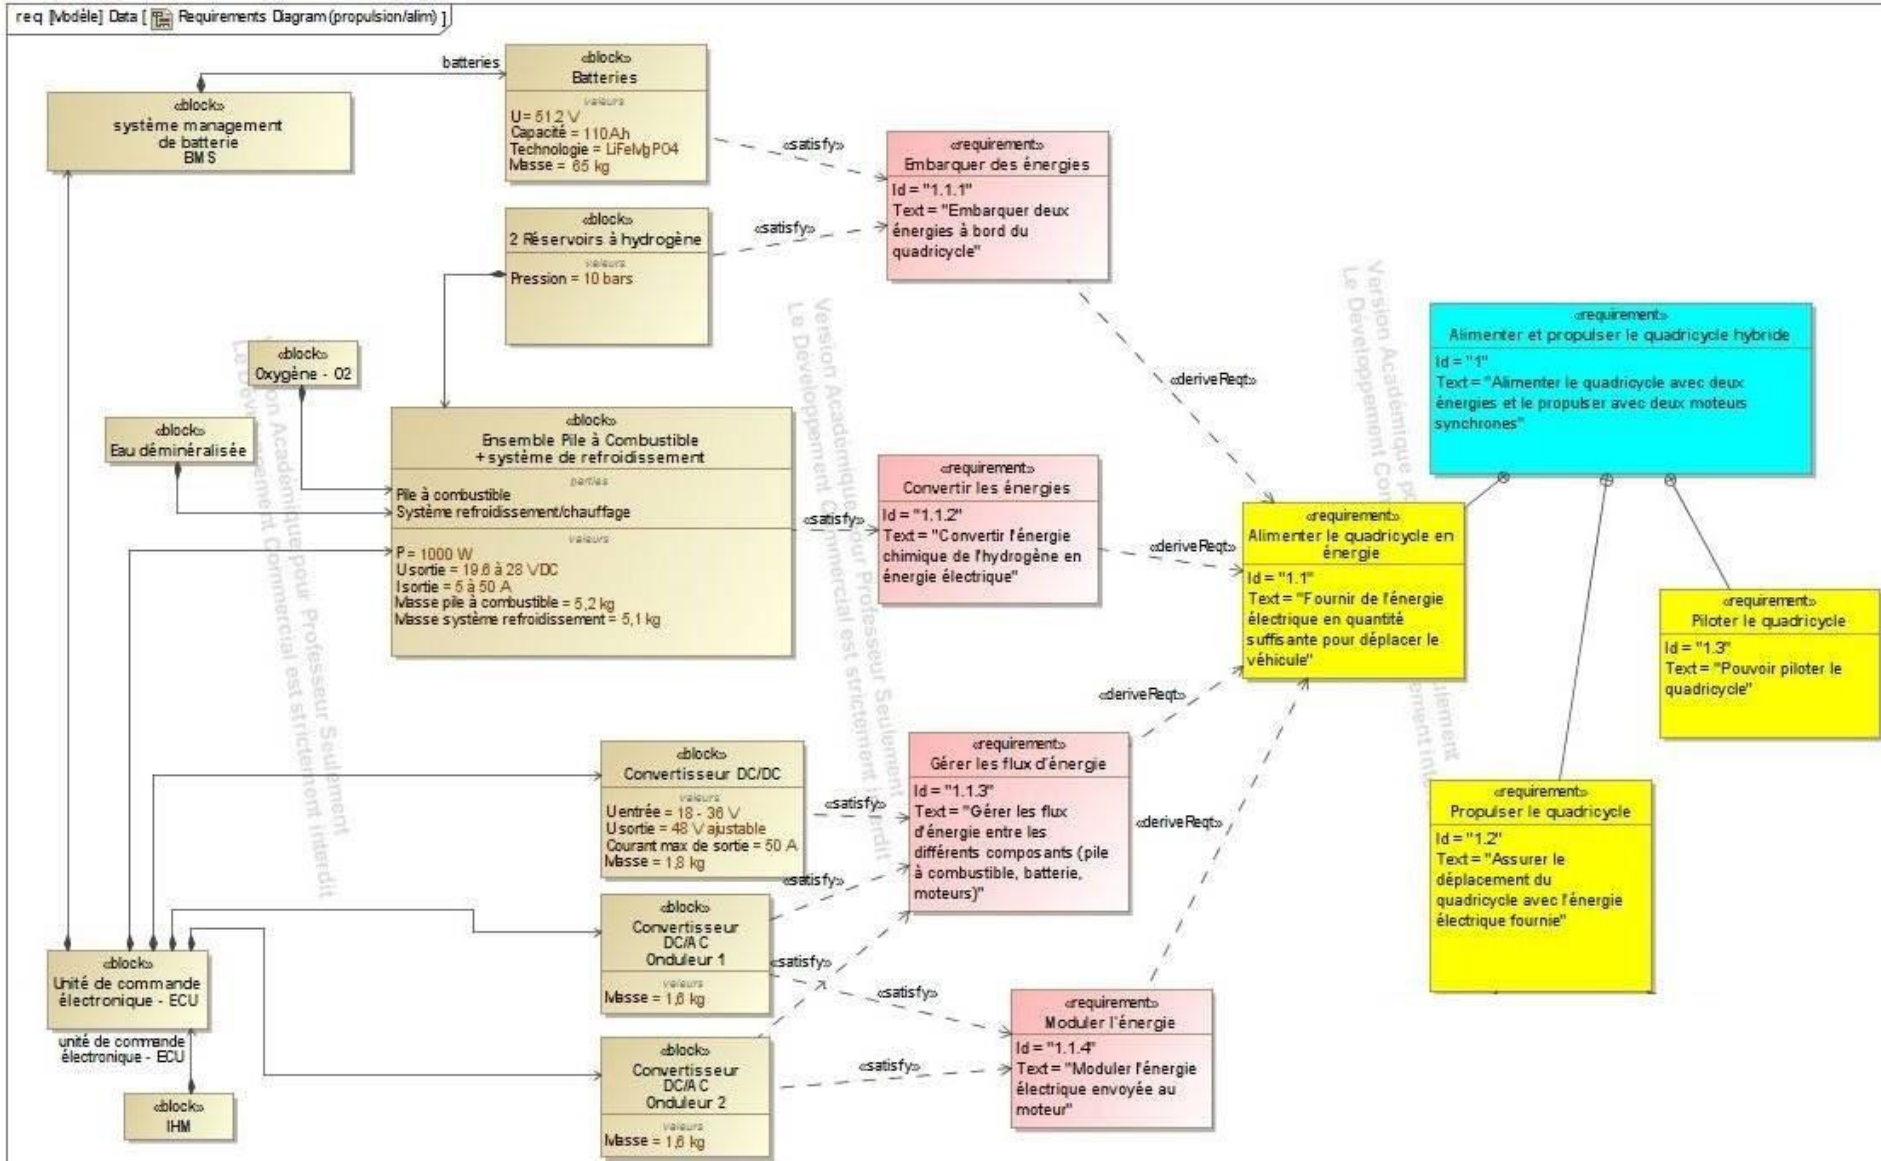 req [Modèle] Data [ Requirements Diagram (propulsion/alim) ]
«block»
système management
de batterie
BMS
batteries
«block»
Batteries
valeurs
U = 51,2 V
Capacité = 110A.h
Technologie = LiFeMgPO4
Masse = 65 kg
«satisfy»
«requirement»
Embarquer des énergies
Id = "1.1.1"
Text = "Embarquer deux
énergies à bord du
quadricycle"
«block»
2 Réservoirs à hydrogène
valeurs
Pression = 10 bars
«satisfy»
«deriveReqt»
«requirement»
Alimenter et propulser le quadricycle hybride
Id = "1"
Text = "Alimenter le quadricycle avec deux
énergies et le propulser avec deux moteurs
synchrones"
«block»
Oxygène - O2
«block»
Eau déminéralisée
«block»
Ensemble Pile à Combustible
+ système de refroidissement
parties
Pile à combustible
Système refroidissement/chauffage
valeurs
P = 1000 W
Usortie = 19.6 à 28 VDC
Isortie = 5 à 50 A
Masse pile à combustible = 5,2 kg
Masse système refroidissement = 5,1 kg
«satisfy»
«requirement»
Convertir les énergies
Id = "1.1.2"
Text = "Convertir l'énergie
chimique de l'hydrogène en
énergie électrique"
«deriveReqt»
«requirement»
Alimenter le quadricycle en
énergie
Id = "1.1"
Text = "Fournir de l'énergie
électrique en quantité
suffisante pour déplacer le
véhicule"
«requirement»
Piloter le quadricycle
Id = "1.3"
Text = "Pouvoir piloter le
quadricycle"
«deriveReqt»
«block»
Convertisseur DC/DC
valeurs
Uentrée = 18 - 36 V
Usortie = 48 V ajustable
Courant max de sortie = 50 A
Masse = 1,8 kg
«satisfy»
«requirement»
Gérer les flux d'énergie
Id = "1.1.3"
Text = "Gérer les flux
d'énergie entre les
différents composants (pile
à combustible, batterie,
moteurs)"
«deriveReqt»
«requirement»
Propulser le quadricycle
Id = "1.2"
Text = "Assurer le
déplacement du
quadricycle avec l'énergie
électrique fournie"
«satisfy»
«block»
Convertisseur
DC/AC
Onduleur 1
valeurs
Masse = 1,6 kg
«satisfy»
«satisfy»
«block»
Unité de commande
électronique - ECU
unité de commande
électronique - ECU
«block»
IHM
«block»
Convertisseur
DC/AC
Onduleur 2
valeurs
Masse = 1,6 kg
«satisfy»
«requirement»
Moduler l'énergie
Id = "1.1.4"
Text = "Moduler l'énergie
électrique envoyée au
moteur"
Version Académique pour Professeur Seulement
Le Développement Commercial est strictement interdit